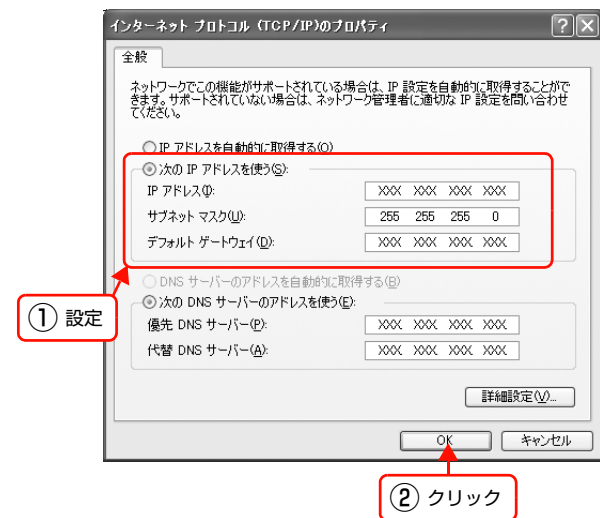 インターネット プロトコル (TCP/IP)のプロパティ
全般
ネットワークでこの機能がサポートされている場合は、IP 設定を自動的に取得することがで
きます。サポートされていない場合は、ネットワーク管理者に適切な IP 設定を問い合わせ
てください。
IP アドレスを自動的に取得する(O)
次の IP アドレスを使う(S):
IP アドレス(I): XXX XXX XXX XXX
サブネット マスク(U): 255 255 255 0
デフォルト ゲートウェイ(D): XXX XXX XXX XXX
DNS サーバーのアドレスを自動的に取得する(B)
次の DNS サーバーのアドレスを使う(E):
① 設定
優先 DNS サーバー(P): XXX XXX XXX XXX
代替 DNS サーバー(A): XXX XXX XXX XXX
詳細設定(V)...
OK キャンセル
② クリック